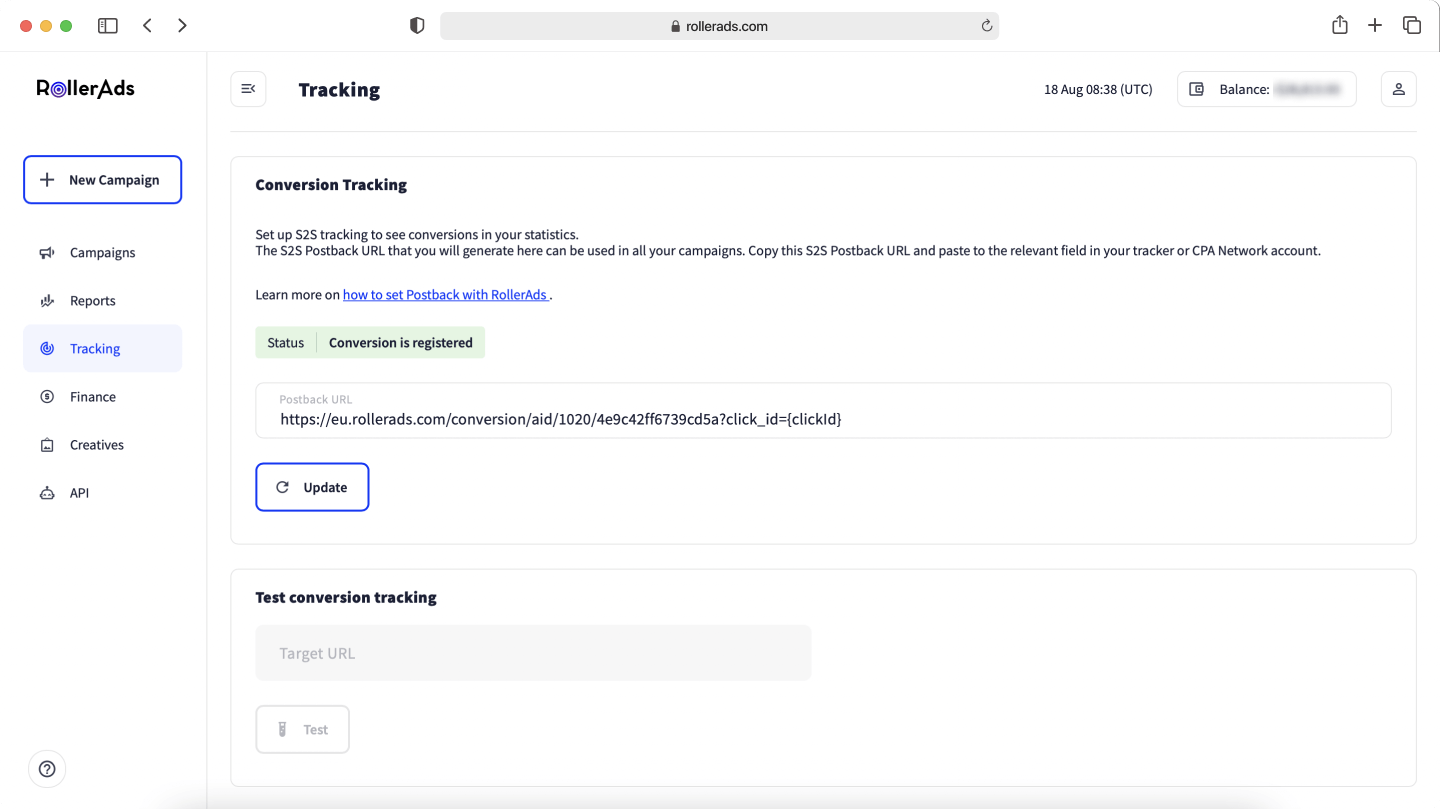 rollerads.com
RollerAds
Tracking
18 Aug 08:38 (UTC)
Balance:
New Campaign
Campaigns
Reports
Tracking
Finance
Creatives
API
Conversion Tracking
Set up S2S tracking to see conversions in your statistics.
The S2S Postback URL that you will generate here can be used in all your campaigns. Copy this S2S Postback URL and paste to the relevant field in your tracker or CPA Network account.
Learn more on how to set Postback with RollerAds .
Status Conversion is registered
Postback URL
https://eu.rollerads.com/conversion/aid/1020/4e9c42ff6739cd5a?click_id={clickId}
Update
Test conversion tracking
Target URL
Test